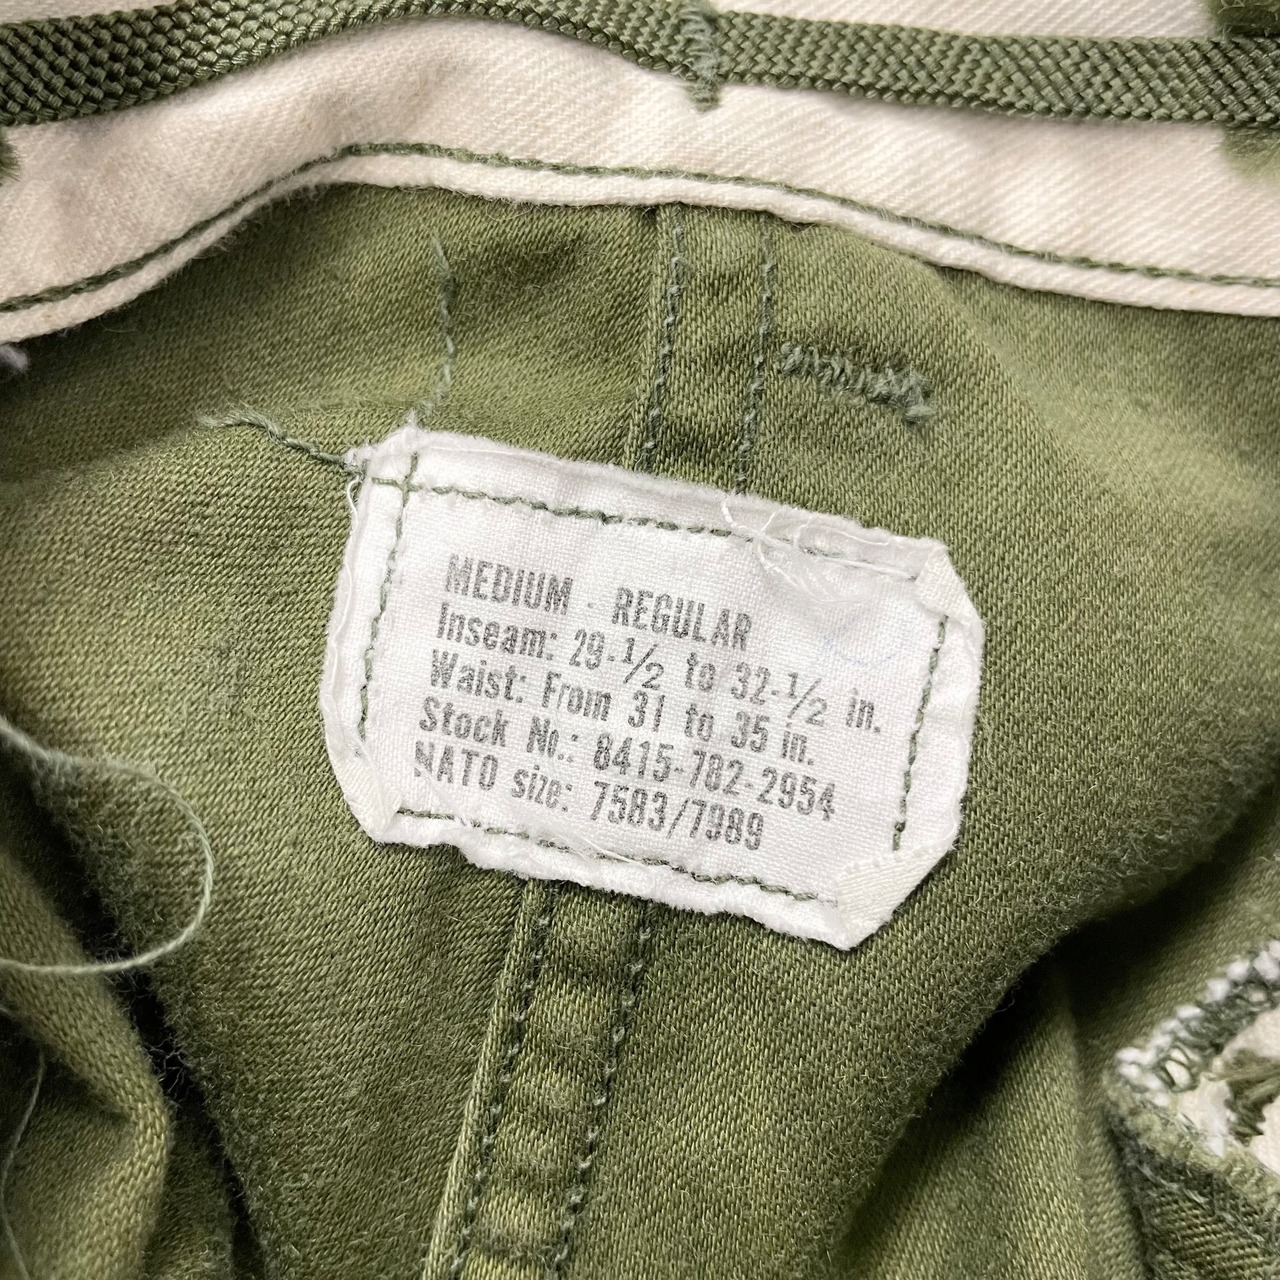 MEDIUM - REGULAR
Inseam: 29-1/2 to 32-1/2 in.
Waist: From 31 to 35 in.
Stock No.: 8415-782-2954
NATO size: 7583/7989